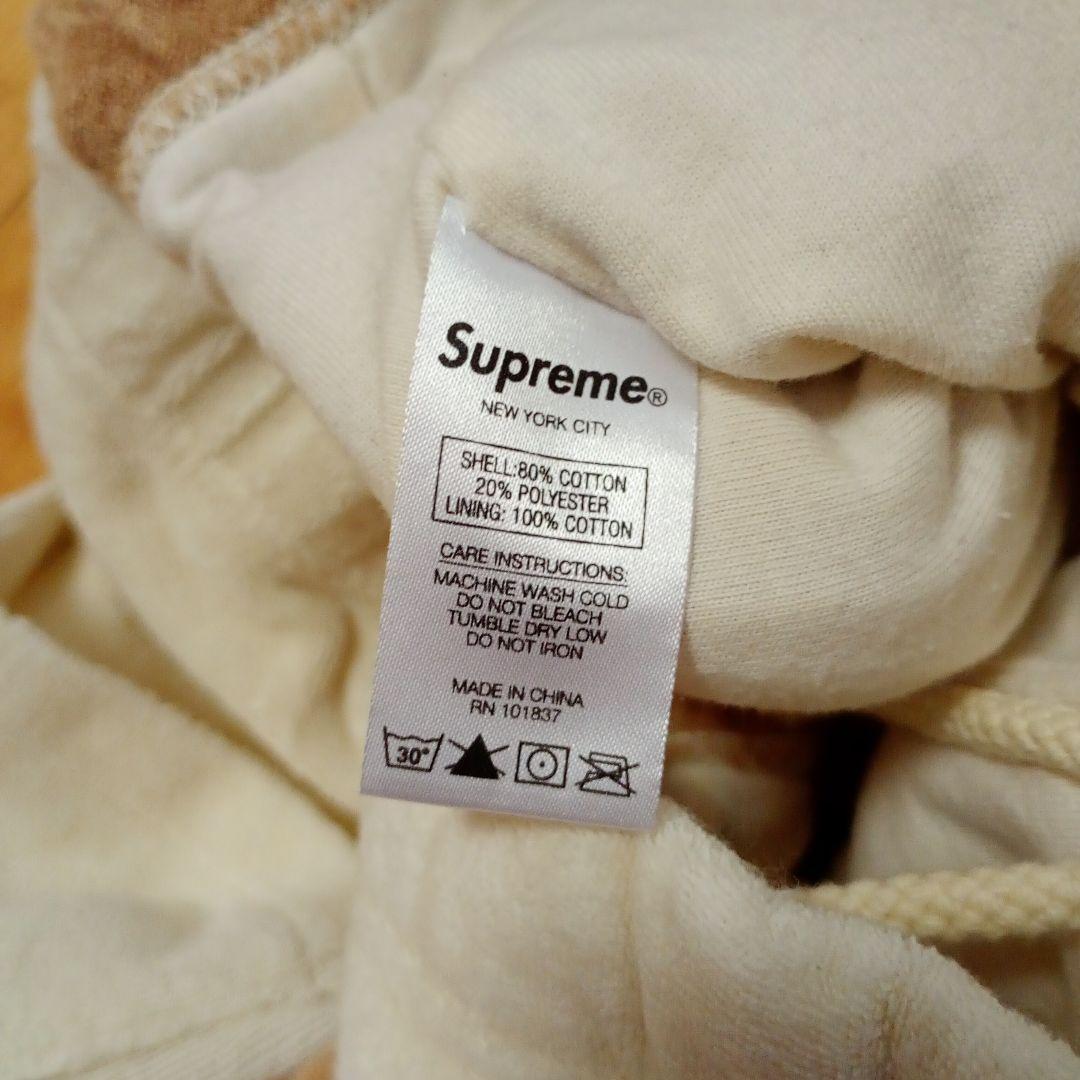 Supreme®
NEW YORK CITY
SHELL:80% COTTON
20% POLYESTER
LINING: 100% COTTON
CARE INSTRUCTIONS:
MACHINE WASH COLD
DO NOT BLEACH
TUMBLE DRY LOW
DO NOT IRON
MADE IN CHINA
RN 101837
30°